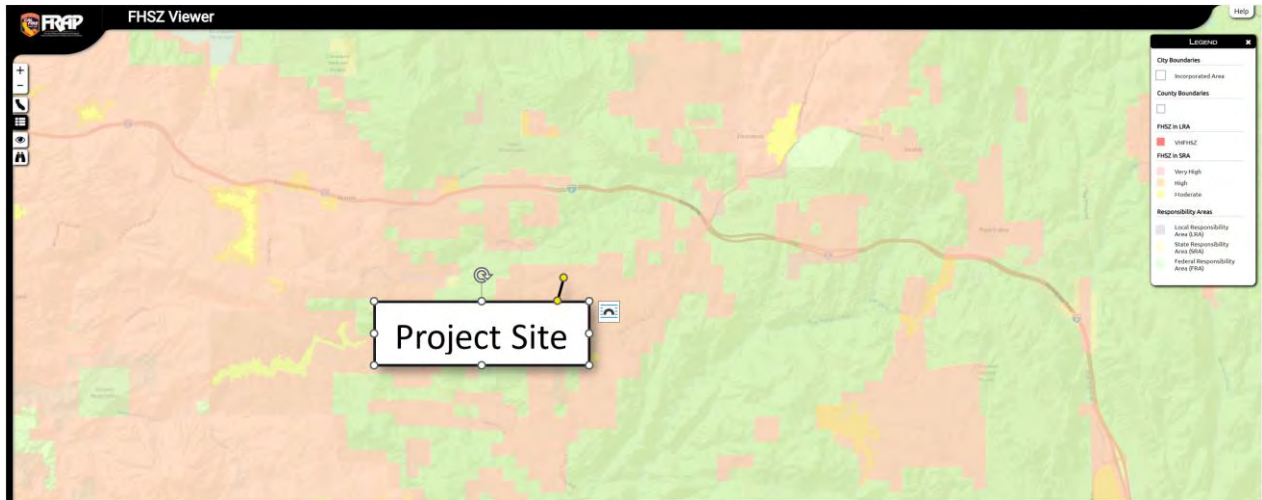 FRAP
FHSZ Viewer
Help
LEGEND
City Boundaries
Incorporated Area
County Boundaries
FHSZ in LRA
VHFHSZ
FHSZ in SRA
Very High
High
Moderate
Responsibility Areas
Local Responsibility
Area (LRA)
State Responsibility
Area (SRA)
Federal Responsibility
Area (FRA)
Project Site